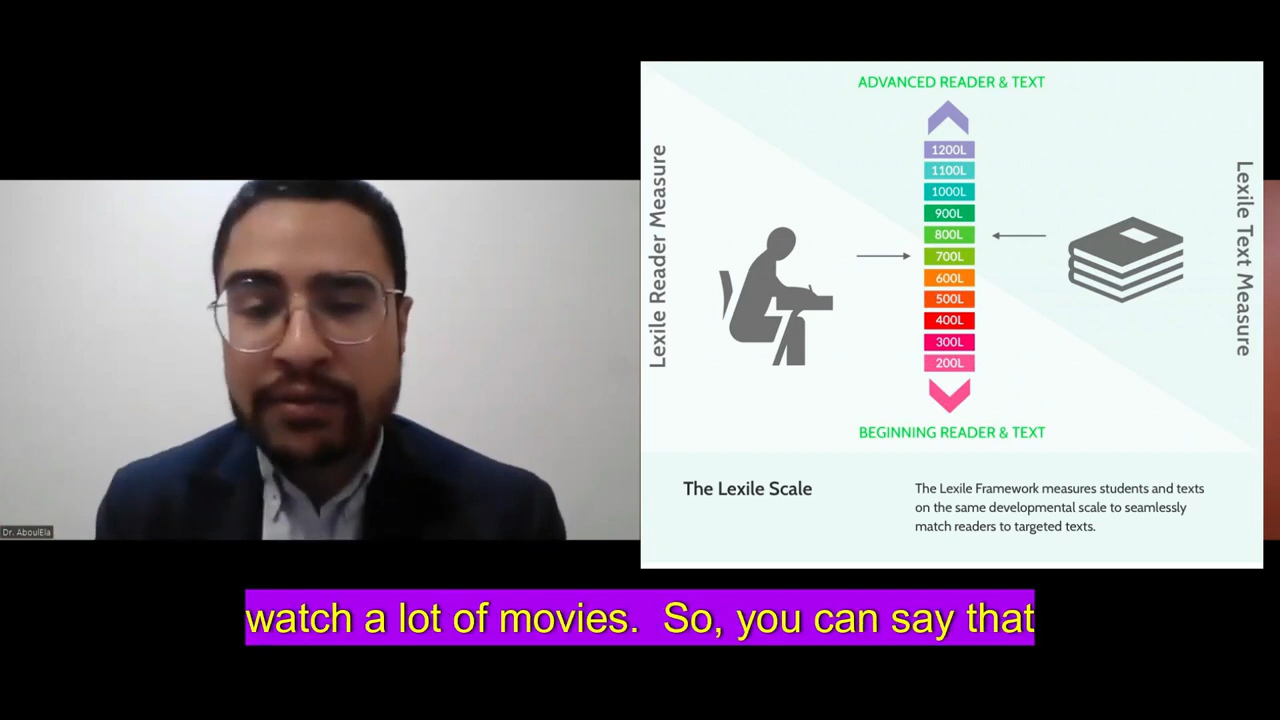 ADVANCED READER & TEXT
Lexile Reader Measure
1200L
1100L
1000L
900L
800L
700L
600L
500L
400L
300L
200L
Lexile Text Measure
BEGINNING READER & TEXT
The Lexile Scale
The Lexile Framework measures students and texts
on the same developmental scale to seamlessly
match readers to targeted texts.
Dr. AboulEla
watch a lot of movies.  So, you can say that